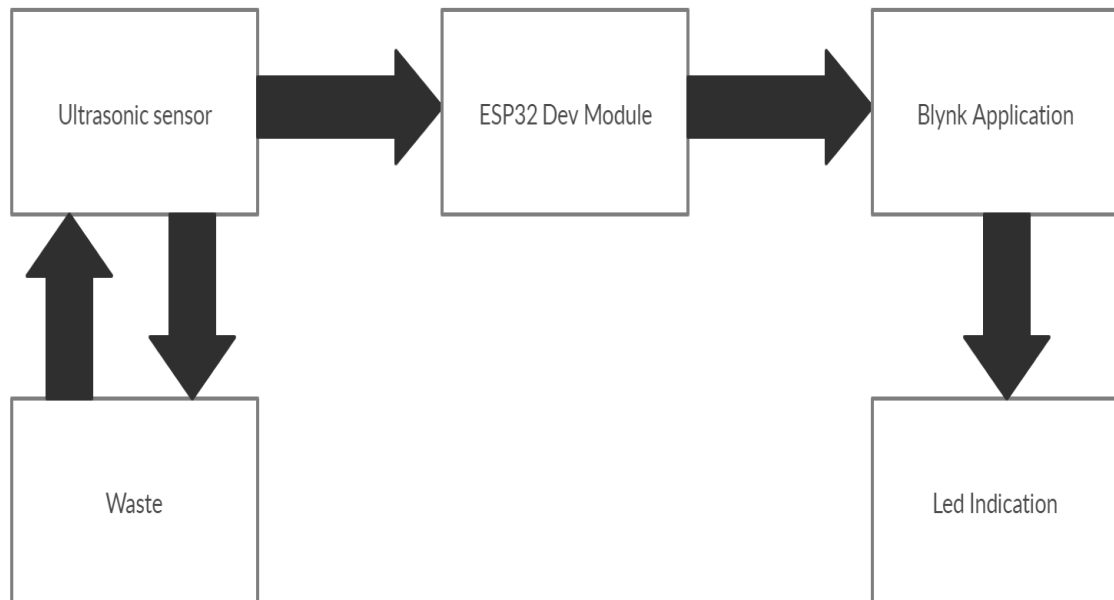 Ultrasonic sensor
ESP32 Dev Module
Blynk Application
Waste
Led Indication